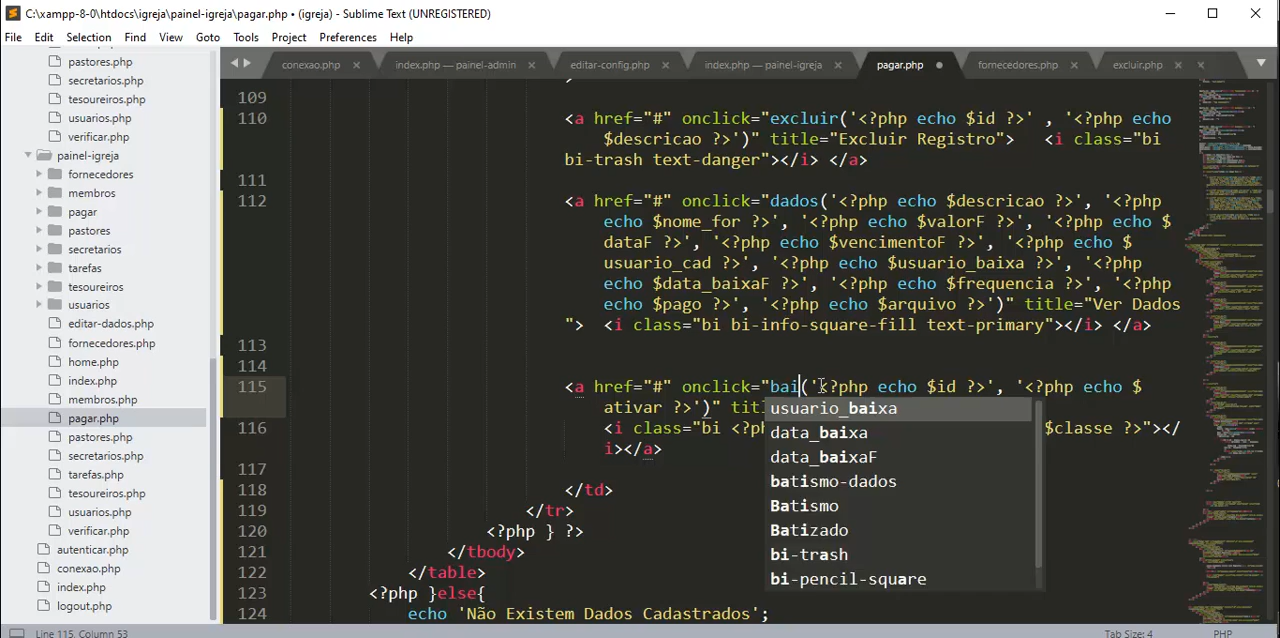 C:\xampp-8-0\htdocs\igreja\painel-igreja\pagar.php • (igreja) - Sublime Text (UNREGISTERED)
File Edit Selection Find View Goto Tools Project Preferences Help
pastores.php
secretarios.php
tesoureiros.php
usuarios.php
verificar.php
painel-igreja
fornecedores
membros
pagar
pastores
secretarios
tarefas
tesoureiros
usuarios
editar-dados.php
fornecedores.php
home.php
index.php
membros.php
pagar.php
pastores.php
secretarios.php
tarefas.php
tesoureiros.php
usuarios.php
verificar.php
autenticar.php
conexao.php
index.php
logout.php
conexao.php × index.php — painel-admin × editar-config.php × index.php — painel-igreja × pagar.php • fornecedores.php × excluir.php × ×
>
109
110 <a href="#" onclick="excluir('<?php echo $id ?>' , '<?php echo
$descricao ?>')" title="Excluir Registro"> <i class="bi
bi-trash text-danger"></i> </a>
111
112 <a href="#" onclick="dados('<?php echo $descricao ?>', '<?php
echo $nome_for ?>', '<?php echo $valorF ?>', '<?php echo $
dataF ?>', '<?php echo $vencimentoF ?>', '<?php echo $
usuario_cad ?>', '<?php echo $usuario_baixa ?>', '<?php
echo $data_baixaF ?>', '<?php echo $frequencia ?>', '<?php
echo $pago ?>', '<?php echo $arquivo ?>')" title="Ver Dados
"> <i class="bi bi-info-square-fill text-primary"></i> </a>
113
114
115 <a href="#" onclick="bai('<?php echo $id ?>', '<?php echo $
ativar ?>')" titl
116 <i class="bi <?ph $classe ?>"></
i></a>
117
118 </td>
119 </tr>
120 <?php } ?>
121 </tbody>
122 </table>
123 <?php }else{
124 echo 'Não Existem Dados Cadastrados';
usuario_baixa
data_baixa
data_baixaF
batismo-dados
Batismo
Batizado
bi-trash
bi-pencil-square
Line 115, Column 53 Tab Size: 4 PHP